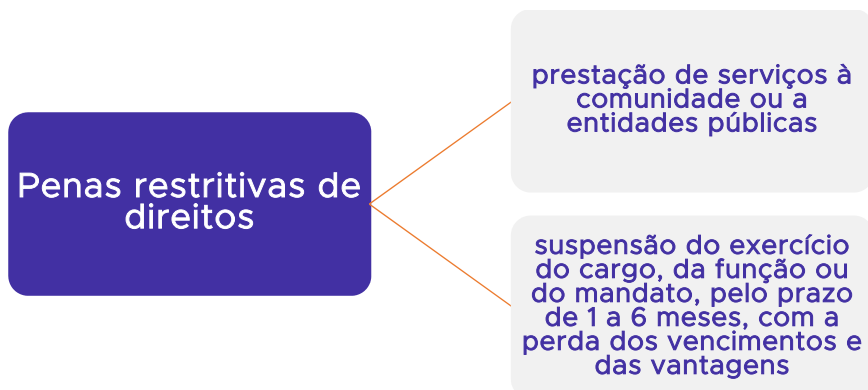 Penas restritivas de
direitos
prestação de serviços à
comunidade ou a
entidades públicas
suspensão do exercício
do cargo, da função ou
do mandato, pelo prazo
de 1 a 6 meses, com a
perda dos vencimentos e
das vantagens